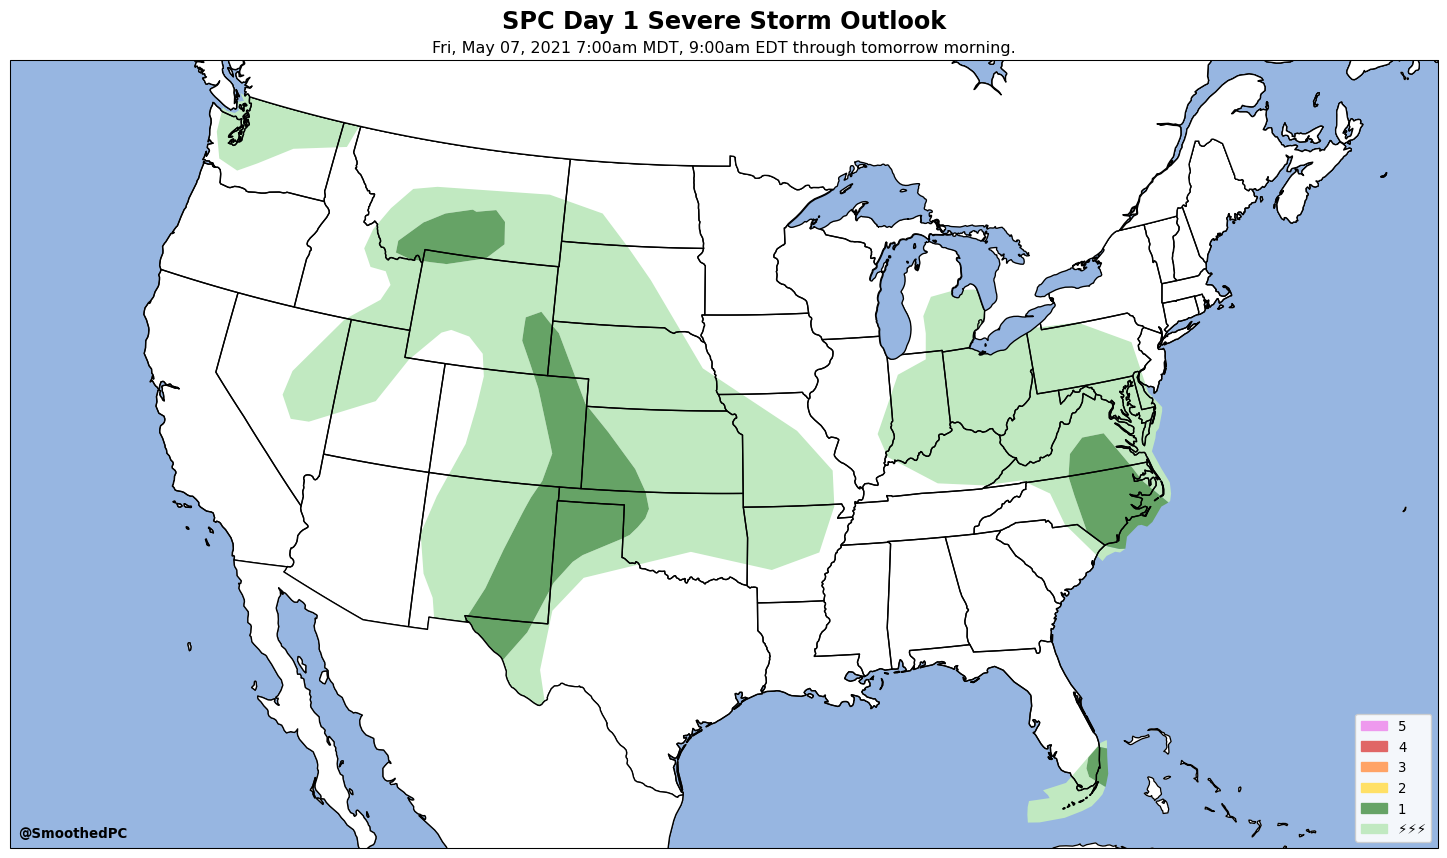 SPC Day 1 Severe Storm Outlook
Fri, May 07, 2021 7:00am MDT, 9:00am EDT through tomorrow morning.
5
4
3
2
1
⚡⚡⚡
@SmoothedPC